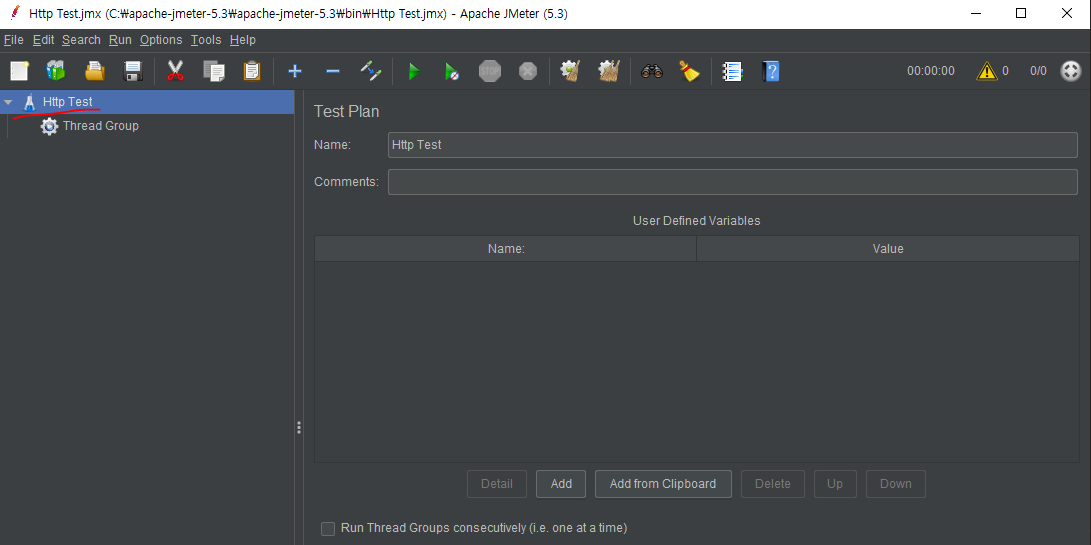 Http Test.jmx (C:₩apache-jmeter-5.3₩apache-jmeter-5.3₩bin₩Http Test.jmx) - Apache JMeter (5.3)
File Edit Search Run Options Tools Help
STOP 00:00:00 0 0/0
Http Test
Thread Group
Test Plan
Name: Http Test
Comments:
User Defined Variables
Name: Value
Detail Add Add from Clipboard Delete Up Down
Run Thread Groups consecutively (i.e. one at a time)